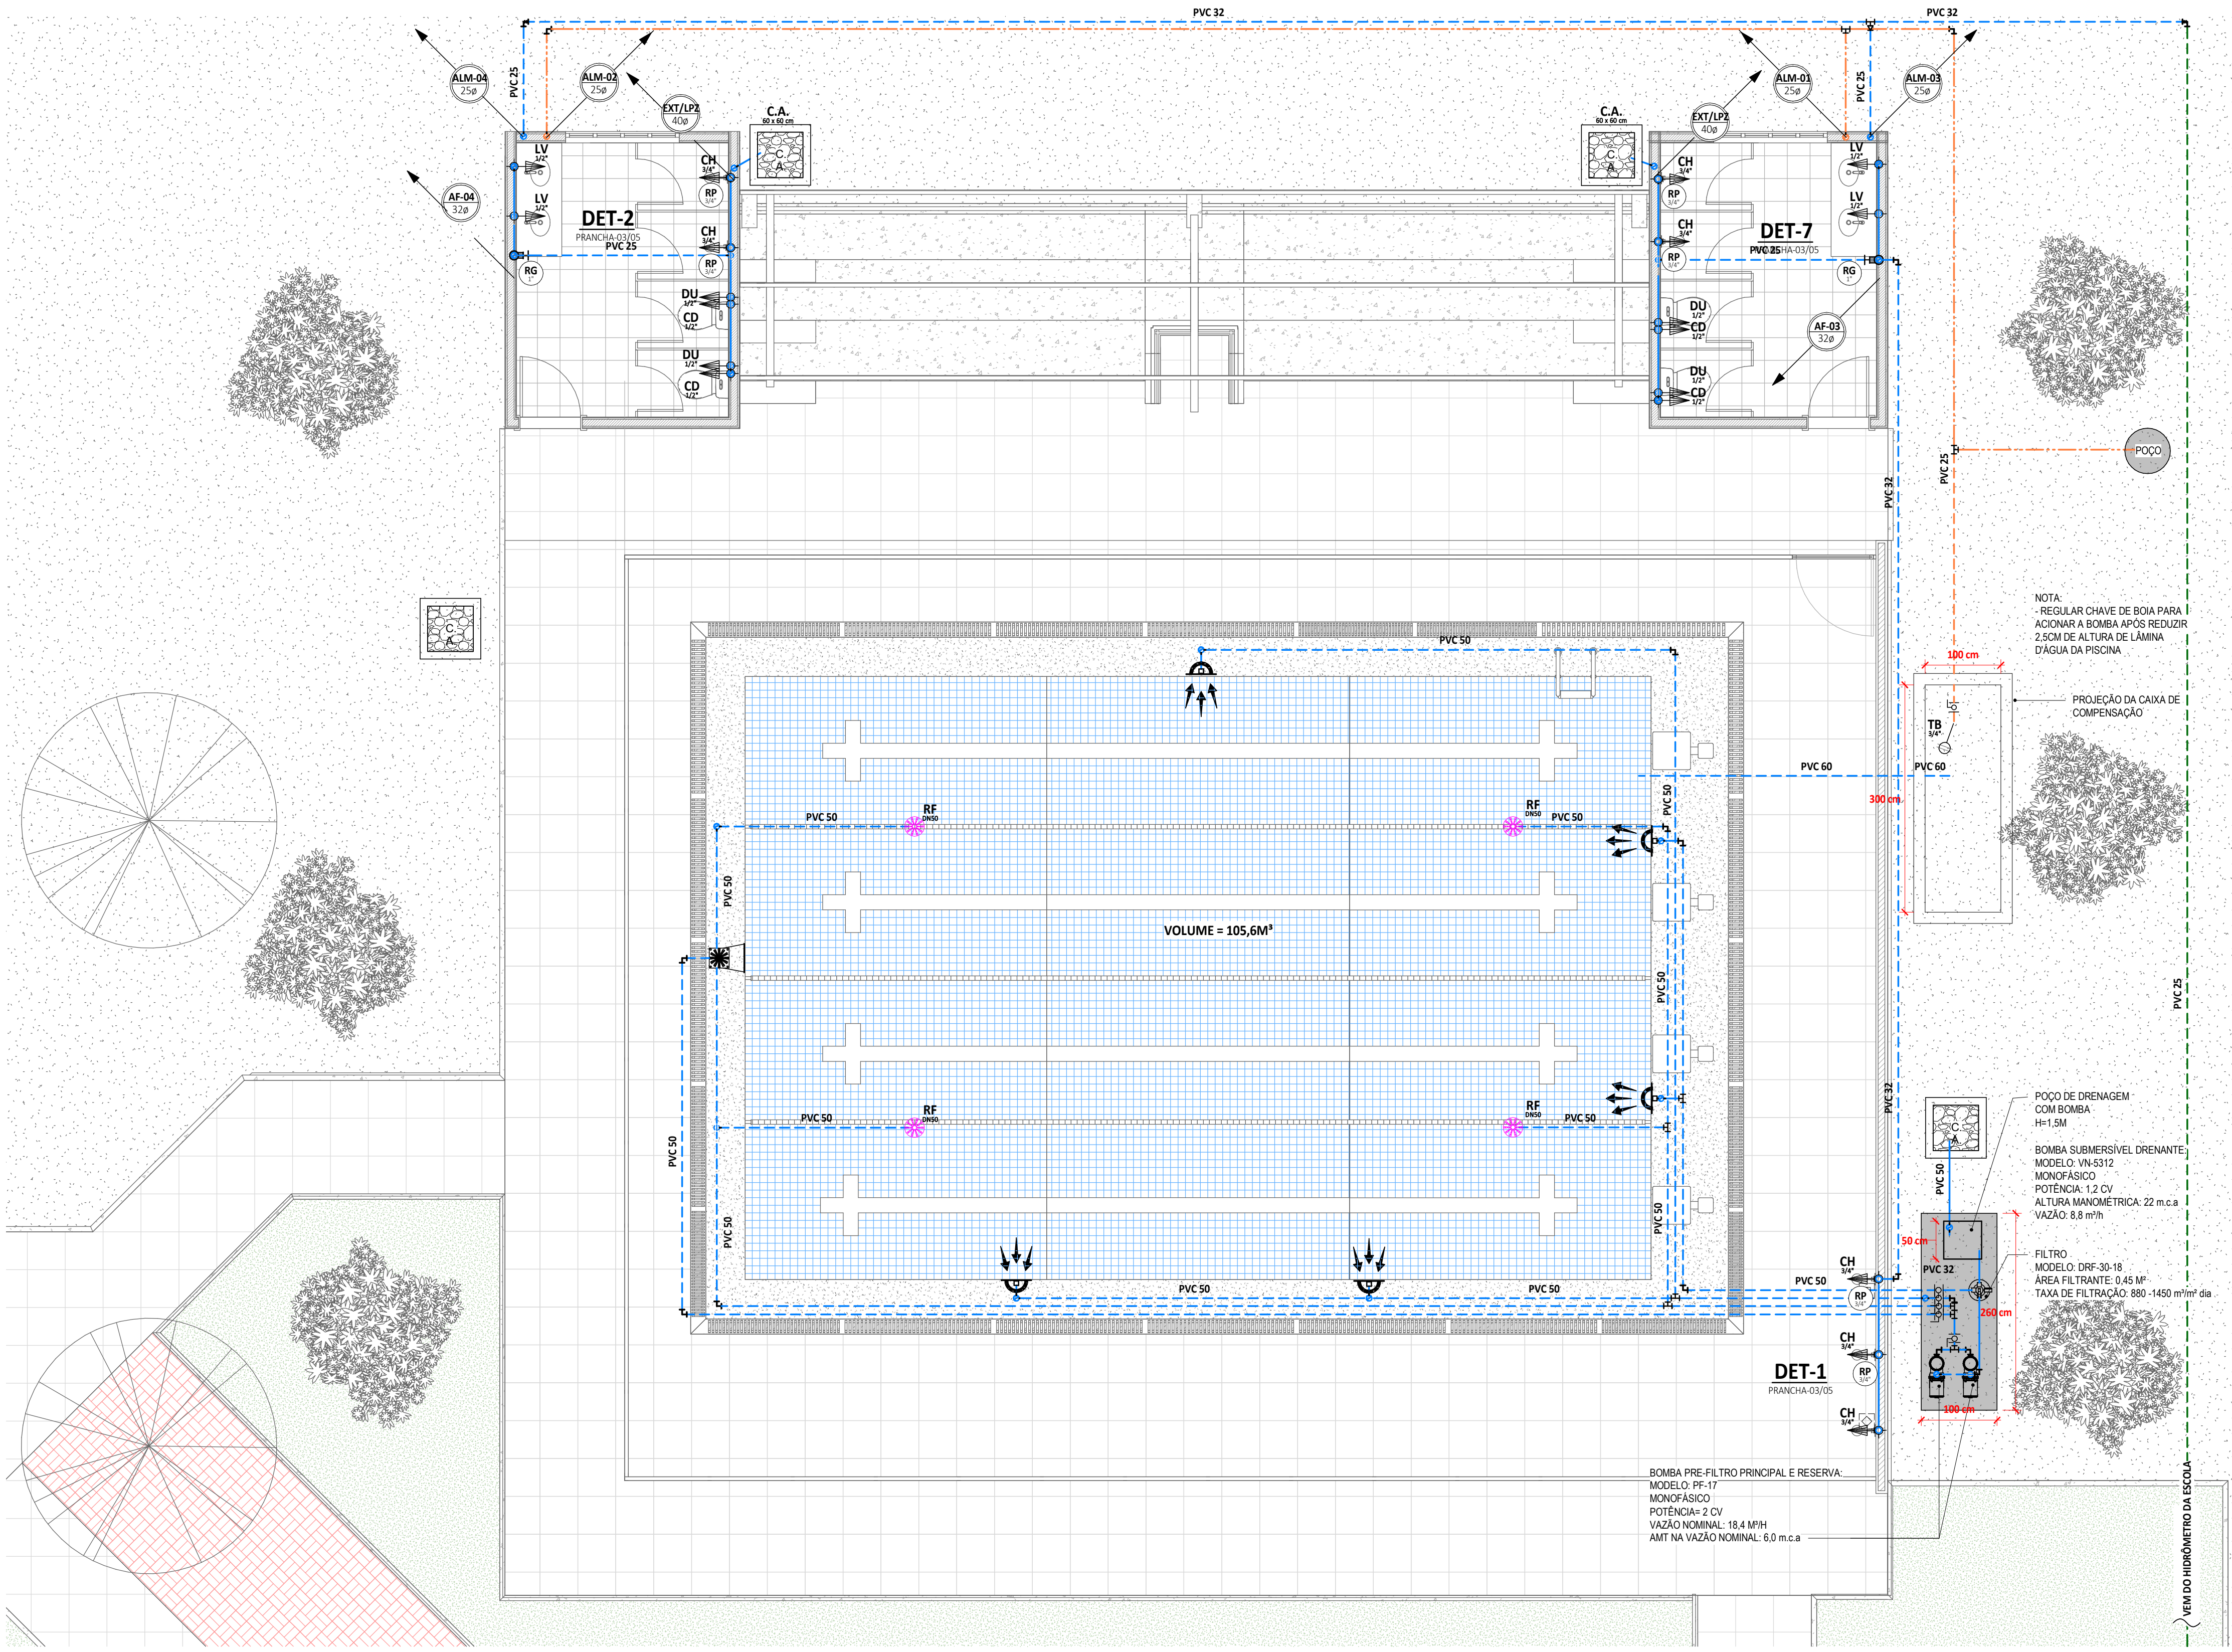 PVC 32
PVC 32
ALM-04
25ø
PVC 25
ALM-02
25ø
EXT/LPZ
40ø
C.A.
60 x 60 cm
C.
A.
C.A.
60 x 60 cm
C.
A.
EXT/LPZ
40ø
ALM-01
25ø
PVC 25
ALM-03
25ø
AF-04
32ø
LV
1/2"
LV
1/2"
DET-2
PRANCHA-03/05
PVC 25
RG
1"
CH
3/4"
RP
3/4"
CH
3/4"
RP
3/4"
DU
1/2"
CD
1/2"
DU
1/2"
CD
1/2"
CH
3/4"
RP
3/4"
CH
3/4"
RP
3/4"
DU
1/2"
CD
1/2"
DU
1/2"
CD
1/2"
LV
1/2"
LV
1/2"
DET-7
PRANCHA-03/05
PVC 25
RG
1"
AF-03
32ø
POÇO
PVC 25
PVC 32
C.
A.
NOTA:
- REGULAR CHAVE DE BOIA PARA
ACIONAR A BOMBA APÓS REDUZIR
2,5CM DE ALTURA DE LÂMINA
D'ÁGUA DA PISCINA
100 cm
PROJEÇÃO DA CAIXA DE
COMPENSAÇÃO
TB
3/4"
300 cm
PVC 50
PVC 60
PVC 60
PVC 50
PVC 50
RF
DN50
RF
DN50
PVC 50
PVC 50
VOLUME = 105,6M³
PVC 50
PVC 25
PVC 50
RF
DN50
RF
DN50
PVC 50
PVC 50
PVC 50
PVC 50
PVC 32
C.
A.
PVC 50
POÇO DE DRENAGEM
COM BOMBA
H=1,5M
BOMBA SUBMERSÍVEL DRENANTE:
MODELO: VN-5312
MONOFÁSICO
POTÊNCIA: 1,2 CV
ALTURA MANOMÉTRICA: 22 m.c.a
VAZÃO: 8,8 m³/h
50 cm
PVC 32
FILTRO
MODELO: DRF-30-18
ÁREA FILTRANTE: 0,45 M²
TAXA DE FILTRAÇÃO: 880 -1450 m³/m² dia
260 cm
PVC 50
PVC 50
PVC 50
CH
3/4"
RP
3/4"
CH
3/4"
RP
3/4"
CH
3/4"
DET-1
PRANCHA-03/05
100 cm
BOMBA PRE-FILTRO PRINCIPAL E RESERVA:
MODELO: PF-17
MONOFÁSICO
POTÊNCIA= 2 CV
VAZÃO NOMINAL: 18,4 M³/H
AMT NA VAZÃO NOMINAL: 6,0 m.c.a
VEM DO HIDRÔMETRO DA ESCOLA